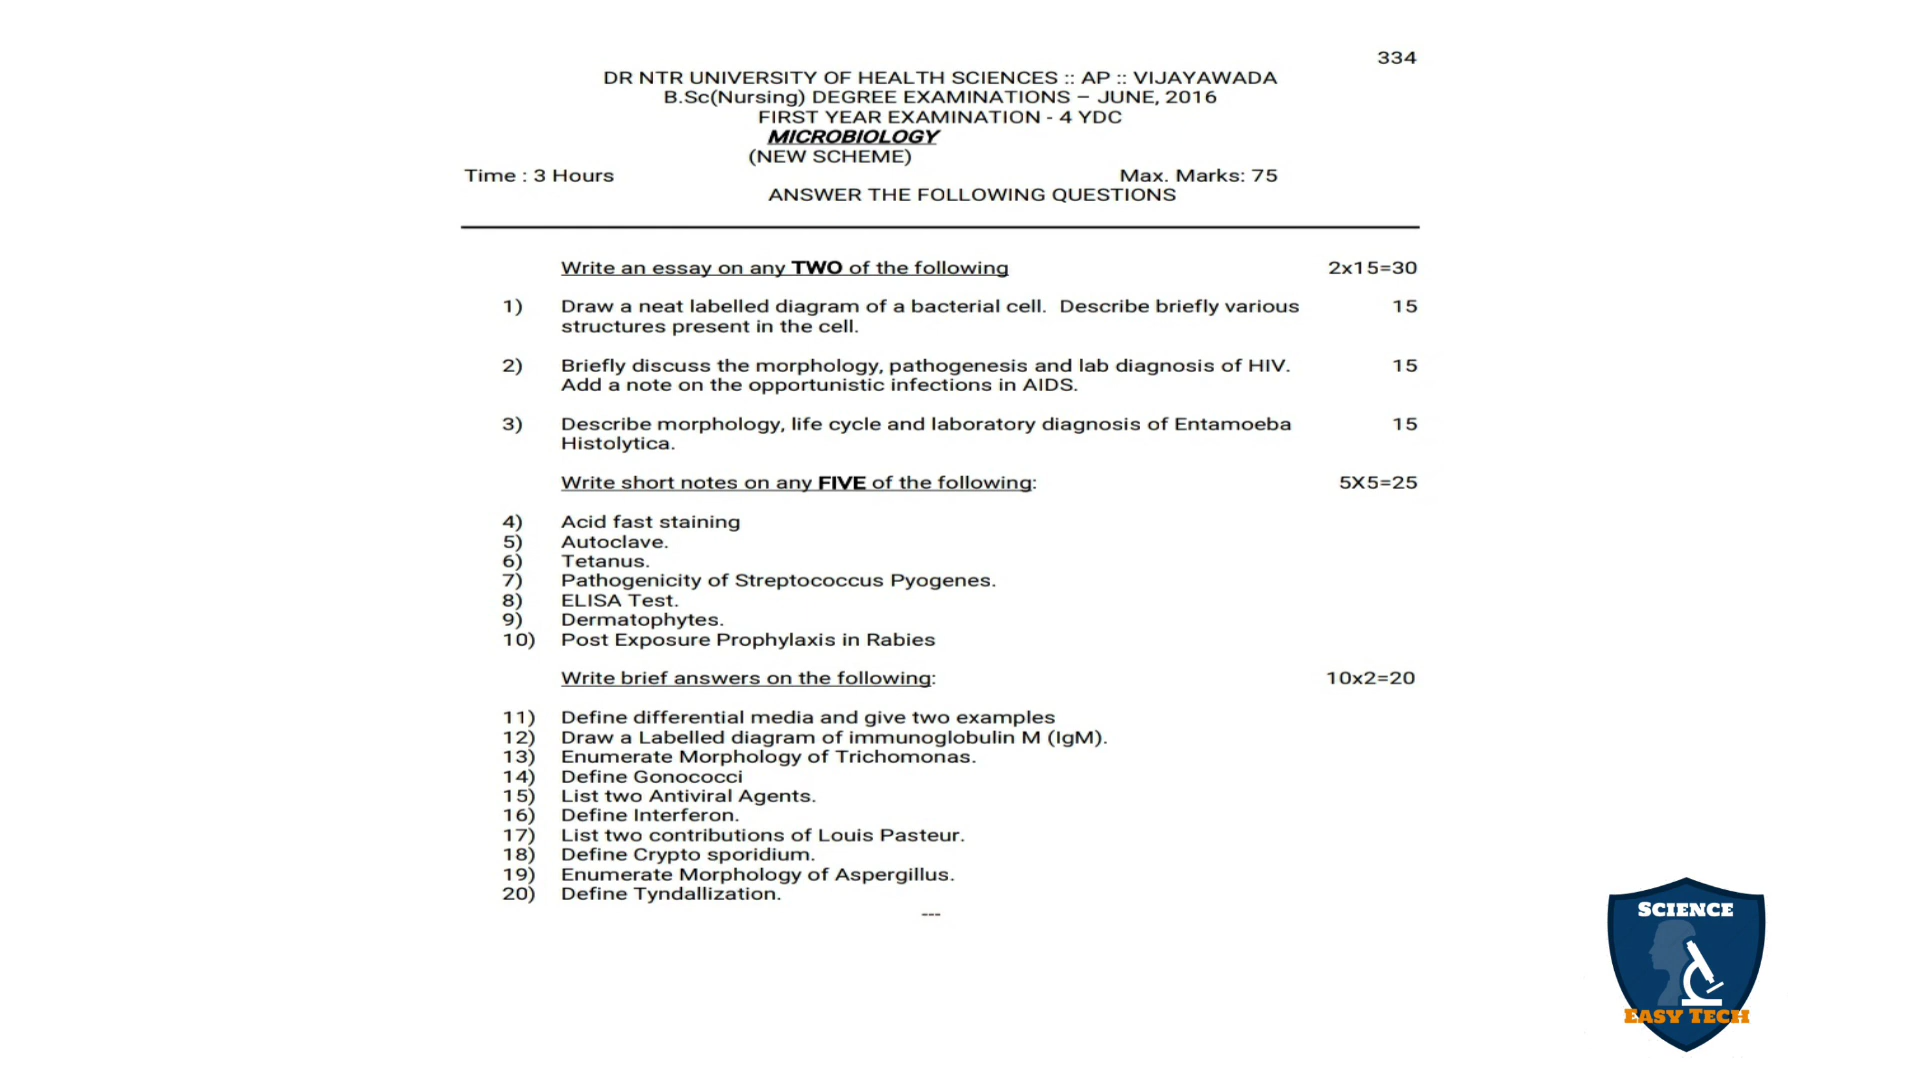 334
DR NTR UNIVERSITY OF HEALTH SCIENCES :: AP :: VIJAYAWADA
B.Sc(Nursing) DEGREE EXAMINATIONS – JUNE, 2016
FIRST YEAR EXAMINATION - 4 YDC
MICROBIOLOGY
(NEW SCHEME)
Time : 3 Hours Max. Marks: 75
ANSWER THE FOLLOWING QUESTIONS
Write an essay on any TWO of the following 2x15=30
1) Draw a neat labelled diagram of a bacterial cell. Describe briefly various 15
structures present in the cell.
2) Briefly discuss the morphology, pathogenesis and lab diagnosis of HIV. 15
Add a note on the opportunistic infections in AIDS.
3) Describe morphology, life cycle and laboratory diagnosis of Entamoeba 15
Histolytica.
Write short notes on any FIVE of the following: 5X5=25
4) Acid fast staining
5) Autoclave.
6) Tetanus.
7) Pathogenicity of Streptococcus Pyogenes.
8) ELISA Test.
9) Dermatophytes.
10) Post Exposure Prophylaxis in Rabies
Write brief answers on the following: 10x2=20
11) Define differential media and give two examples
12) Draw a Labelled diagram of immunoglobulin M (IgM).
13) Enumerate Morphology of Trichomonas.
14) Define Gonococci
15) List two Antiviral Agents.
16) Define Interferon.
17) List two contributions of Louis Pasteur.
18) Define Crypto sporidium.
19) Enumerate Morphology of Aspergillus.
20) Define Tyndallization.
---
SCIENCE
EASY TECH